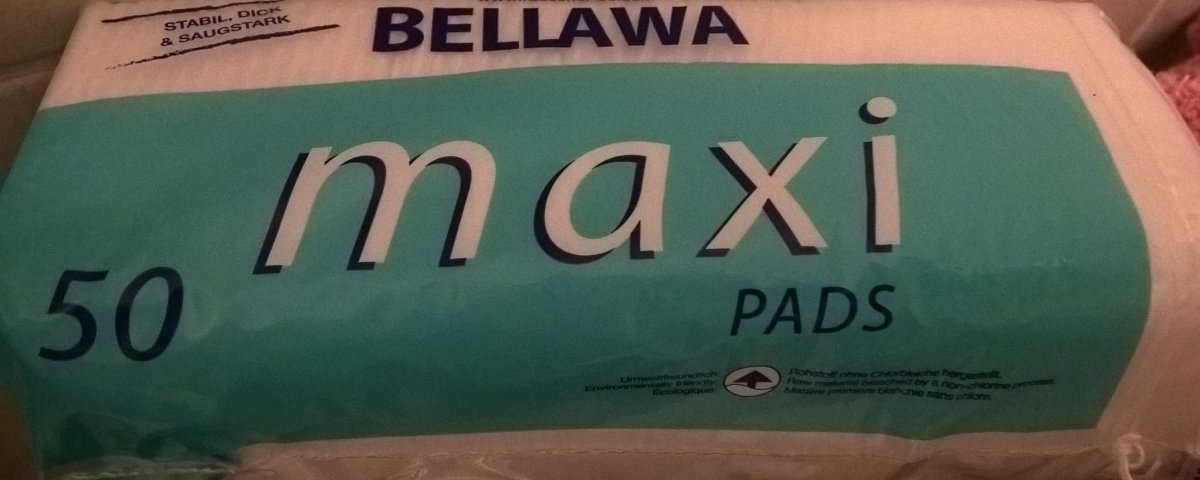 STABIL, DICK
& SAUGSTARK
BELLAWA
maxi
50
PADS
Umweltfreundlich:
Environmentally friendly:
Ecologique:
Rohstoff ohne Chlorbleiche hergestellt.
Raw material bleached by a non-chlorine process.
Matière première blanchie sans chlore.